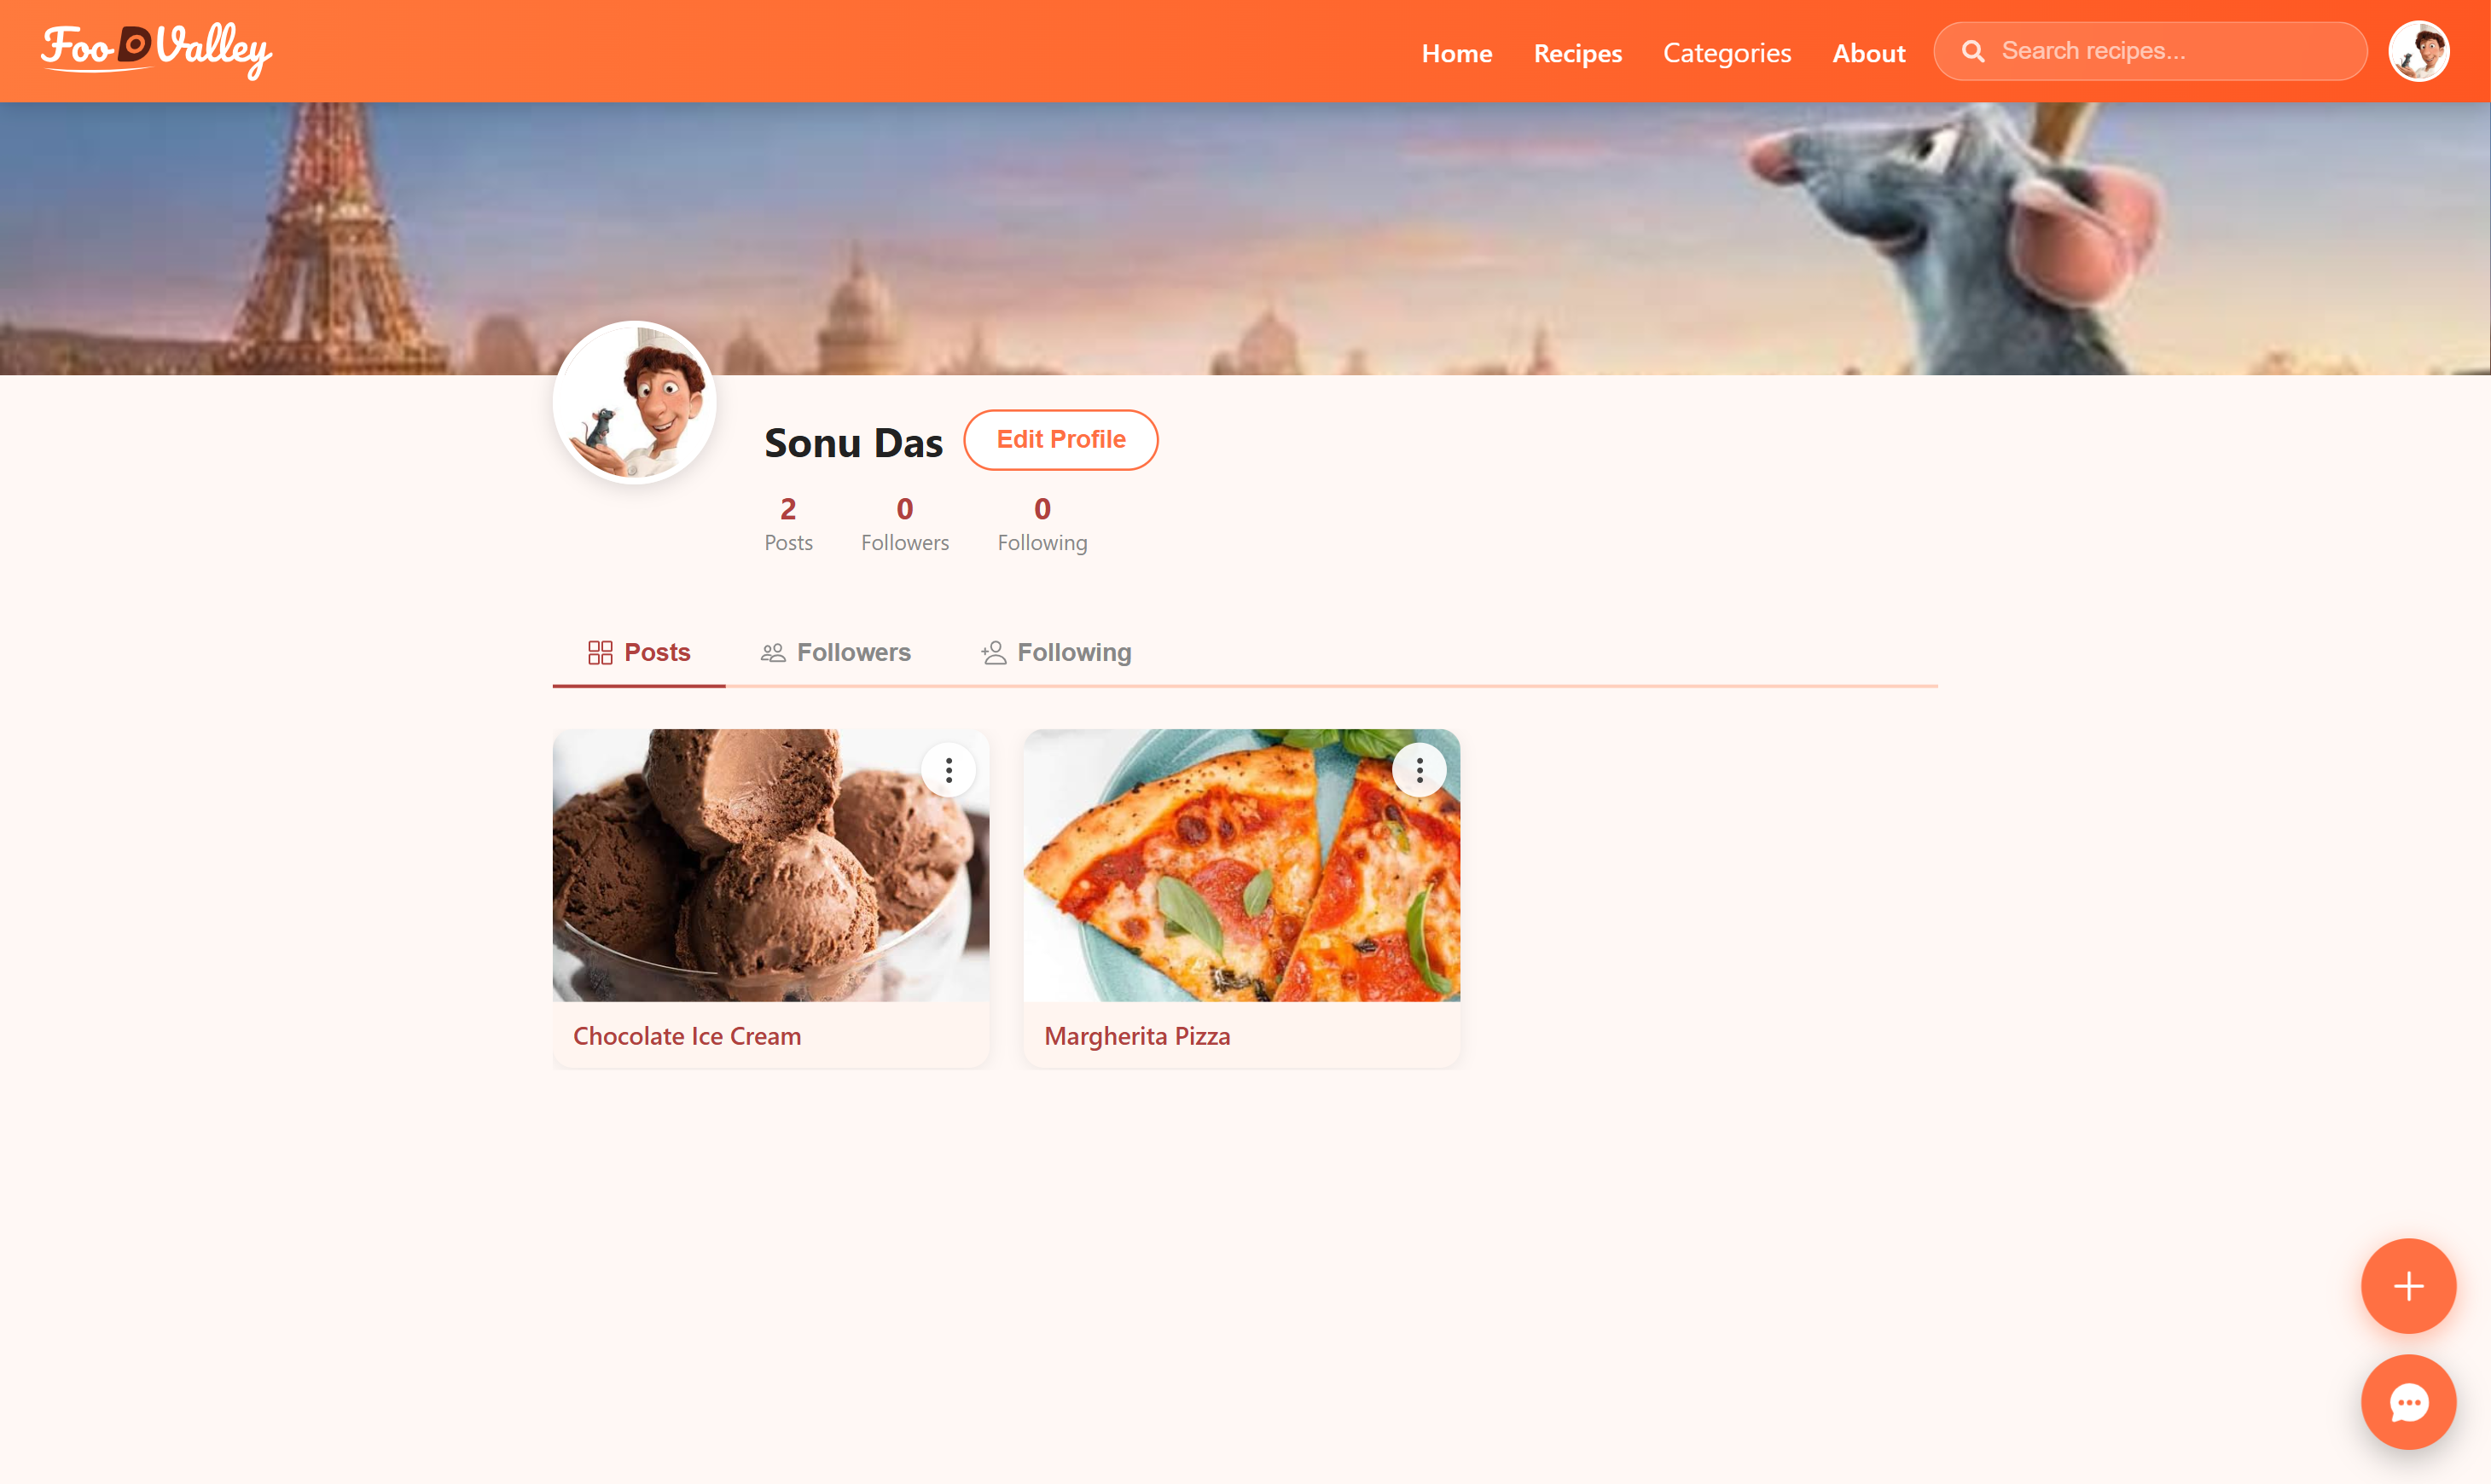 FooDValley
Home Recipes Categories About Search recipes...
Sonu Das Edit Profile
2 0 0
Posts Followers Following
Posts Followers Following
Chocolate Ice Cream Margherita Pizza